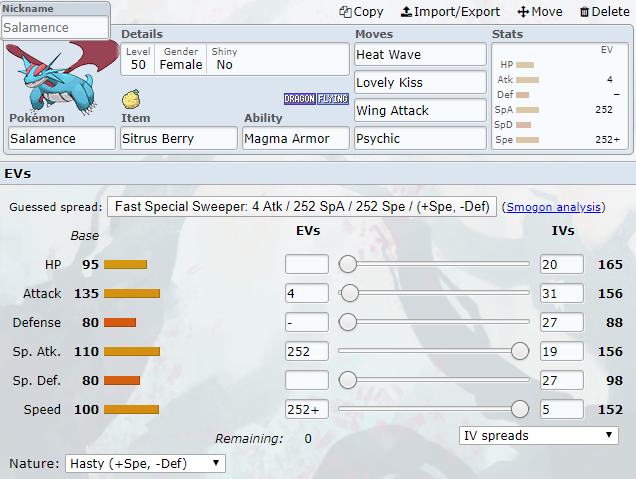 Nickname
Salamence
Copy Import/Export Move Delete
Details
Level Gender Shiny
50 Female No
DRAGON FLYING
Pokémon Item Ability
Salamence Sitrus Berry Magma Armor
Moves
Heat Wave
Lovely Kiss
Wing Attack
Psychic
Stats
EV
HP
Atk 4
Def –
SpA 252
SpD
Spe 252+
EVs
Guessed spread: Fast Special Sweeper: 4 Atk / 252 SpA / 252 Spe / (+Spe, -Def) (Smogon analysis)
Base EVs IVs
HP 95 20 165
Attack 135 4 31 156
Defense 80 - 27 88
Sp. Atk. 110 252 19 156
Sp. Def. 80 27 98
Speed 100 252+ 5 152
Remaining: 0 IV spreads
Nature: Hasty (+Spe, -Def)